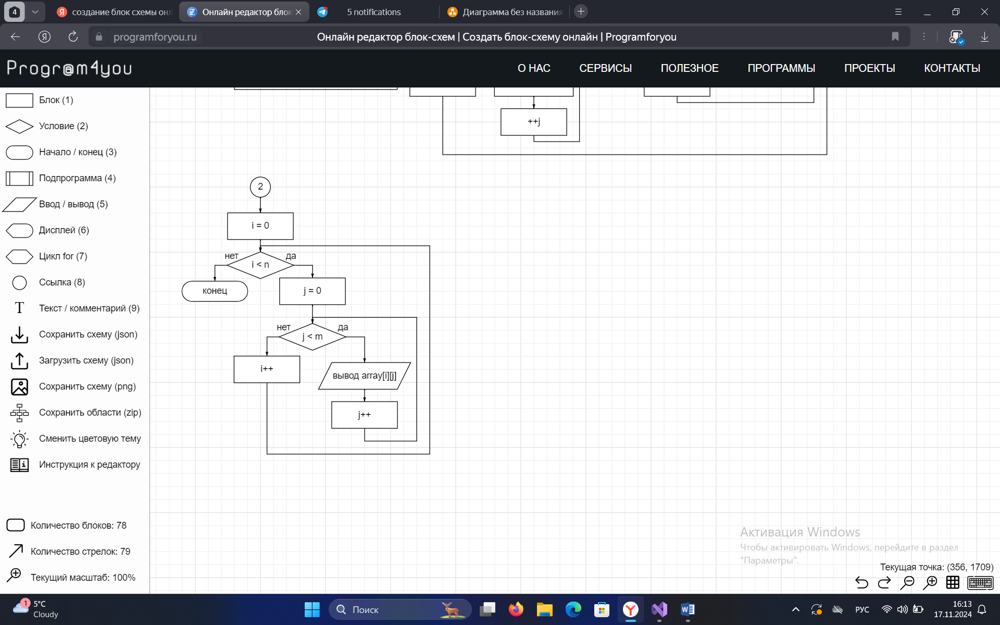 4
создание блок схемы онл
Онлайн редактор блок
5 notifications
Диаграмма без названия
programforyou.ru
Онлайн редактор блок-схем | Создать блок-схему онлайн | Programforyou
Progr@m4you
О НАС
СЕРВИСЫ
ПОЛЕЗНОЕ
ПРОГРАММЫ
ПРОЕКТЫ
КОНТАКТЫ
Блок (1)
Условие (2)
Начало / конец (3)
Подпрограмма (4)
Ввод / вывод (5)
Дисплей (6)
Цикл for (7)
Ссылка (8)
T Текст / комментарий (9)
Сохранить схему (json)
Загрузить схему (json)
Сохранить схему (png)
Сохранить области (zip)
Сменить цветовую тему
Инструкция к редактору
Количество блоков: 78
Количество стрелок: 79
Текущий масштаб: 100%
++j
2
i = 0
нет
да
i < n
конец
j = 0
нет
да
j < m
i++
вывод array[i][j]
j++
Активация Windows
Чтобы активировать Windows, перейдите в раздел
"Параметры".
Текущая точка: (356, 1709)
1
5°C
Cloudy
Поиск
РУС
16:13
17.11.2024